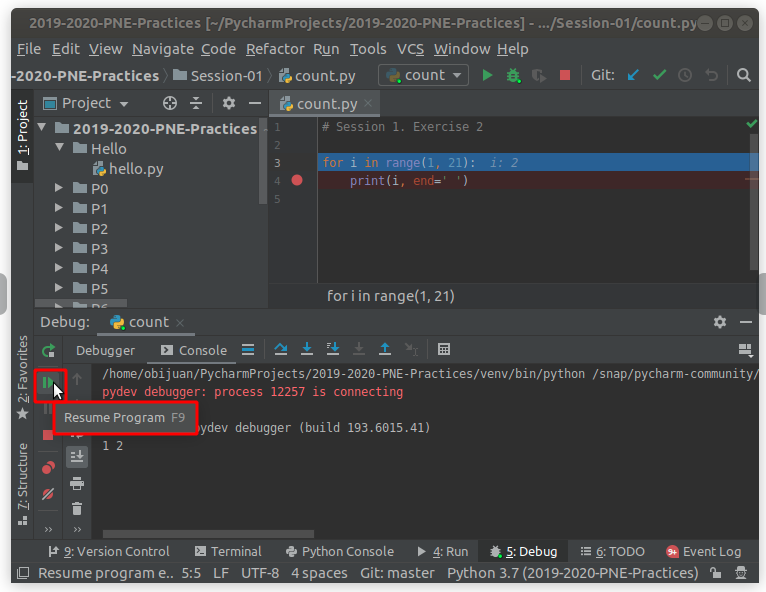 2019-2020-PNE-Practices [~/PycharmProjects/2019-2020-PNE-Practices] - .../Session-01/count.py
File Edit View Navigate Code Refactor Run Tools VCS Window Help
-2020-PNE-Practices Session-01 count.py count Git:
1: Project
Project
count.py
2019-2020-PNE-Practices
Hello
hello.py
P0
P1
P2
P3
P4
P5
P6
1 # Session 1. Exercise 2
2
3 for i in range(1, 21): i: 2
4 print(i, end=' ')
5
for i in range(1, 21)
Debug: count
Debugger Console
2: Favorites
7: Structure
/home/obijuan/PycharmProjects/2019-2020-PNE-Practices/venv/bin/python /snap/pycharm-community/
pydev debugger: process 12257 is connecting
Resume Program F9
pydev debugger (build 193.6015.41)
1 2
9: Version Control Terminal Python Console 4: Run 5: Debug 6: TODO 9+ Event Log
Resume program e.. 5:5 LF UTF-8 4 spaces Git: master Python 3.7 (2019-2020-PNE-Practices)